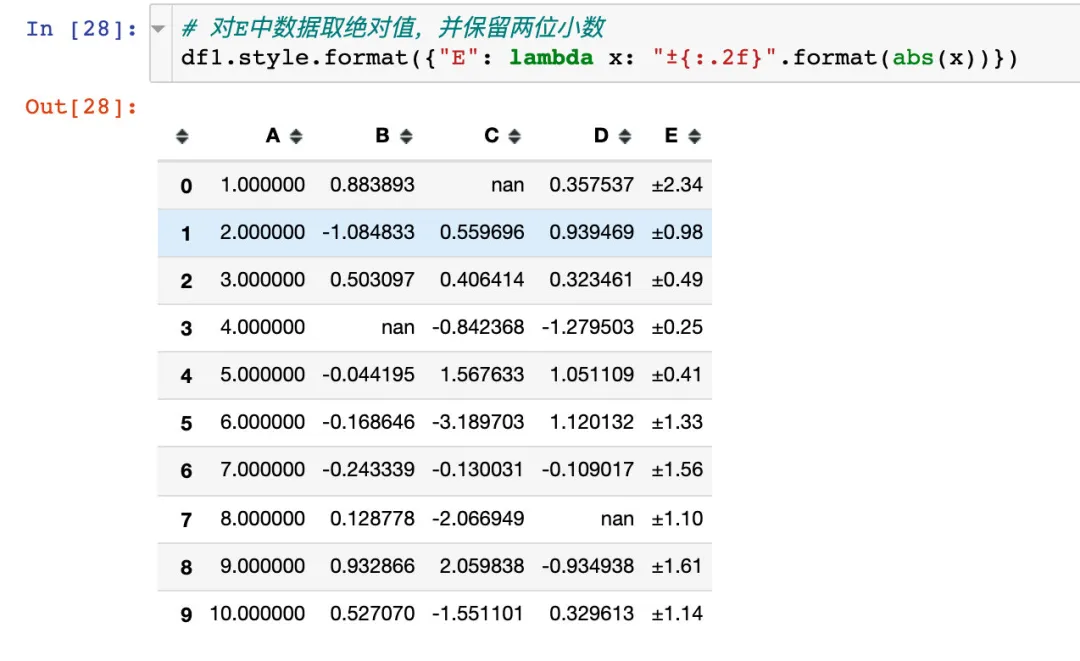 In [28]:
# 对E中数据取绝对值，并保留两位小数
df1.style.format({"E": lambda x: "±{:.2f}".format(abs(x))})
Out[28]:
A B C D E
0 1.000000 0.883893 nan 0.357537 ±2.34
1 2.000000 -1.084833 0.559696 0.939469 ±0.98
2 3.000000 0.503097 0.406414 0.323461 ±0.49
3 4.000000 nan -0.842368 -1.279503 ±0.25
4 5.000000 -0.044195 1.567633 1.051109 ±0.41
5 6.000000 -0.168646 -3.189703 1.120132 ±1.33
6 7.000000 -0.243339 -0.130031 -0.109017 ±1.56
7 8.000000 0.128778 -2.066949 nan ±1.10
8 9.000000 0.932866 2.059838 -0.934938 ±1.61
9 10.000000 0.527070 -1.551101 0.329613 ±1.14